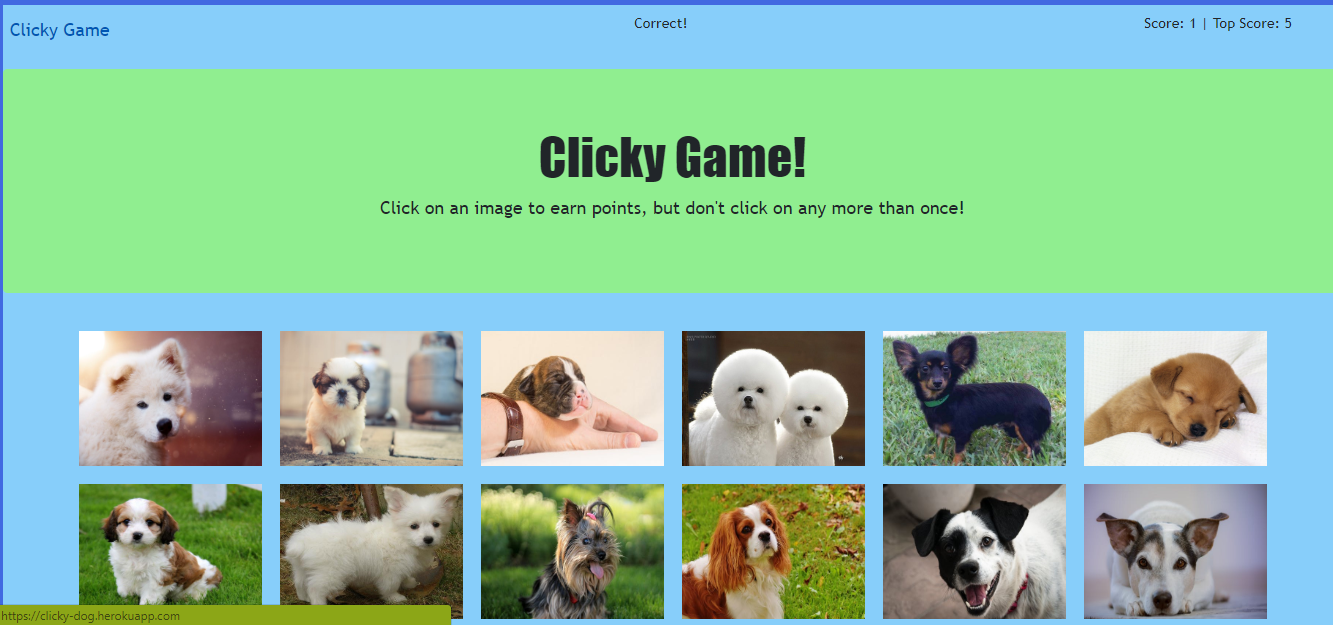 Clicky Game
Correct!
Score: 1 | Top Score: 5
Clicky Game!
Click on an image to earn points, but don't click on any more than once!
https://clicky-dog.herokuapp.com